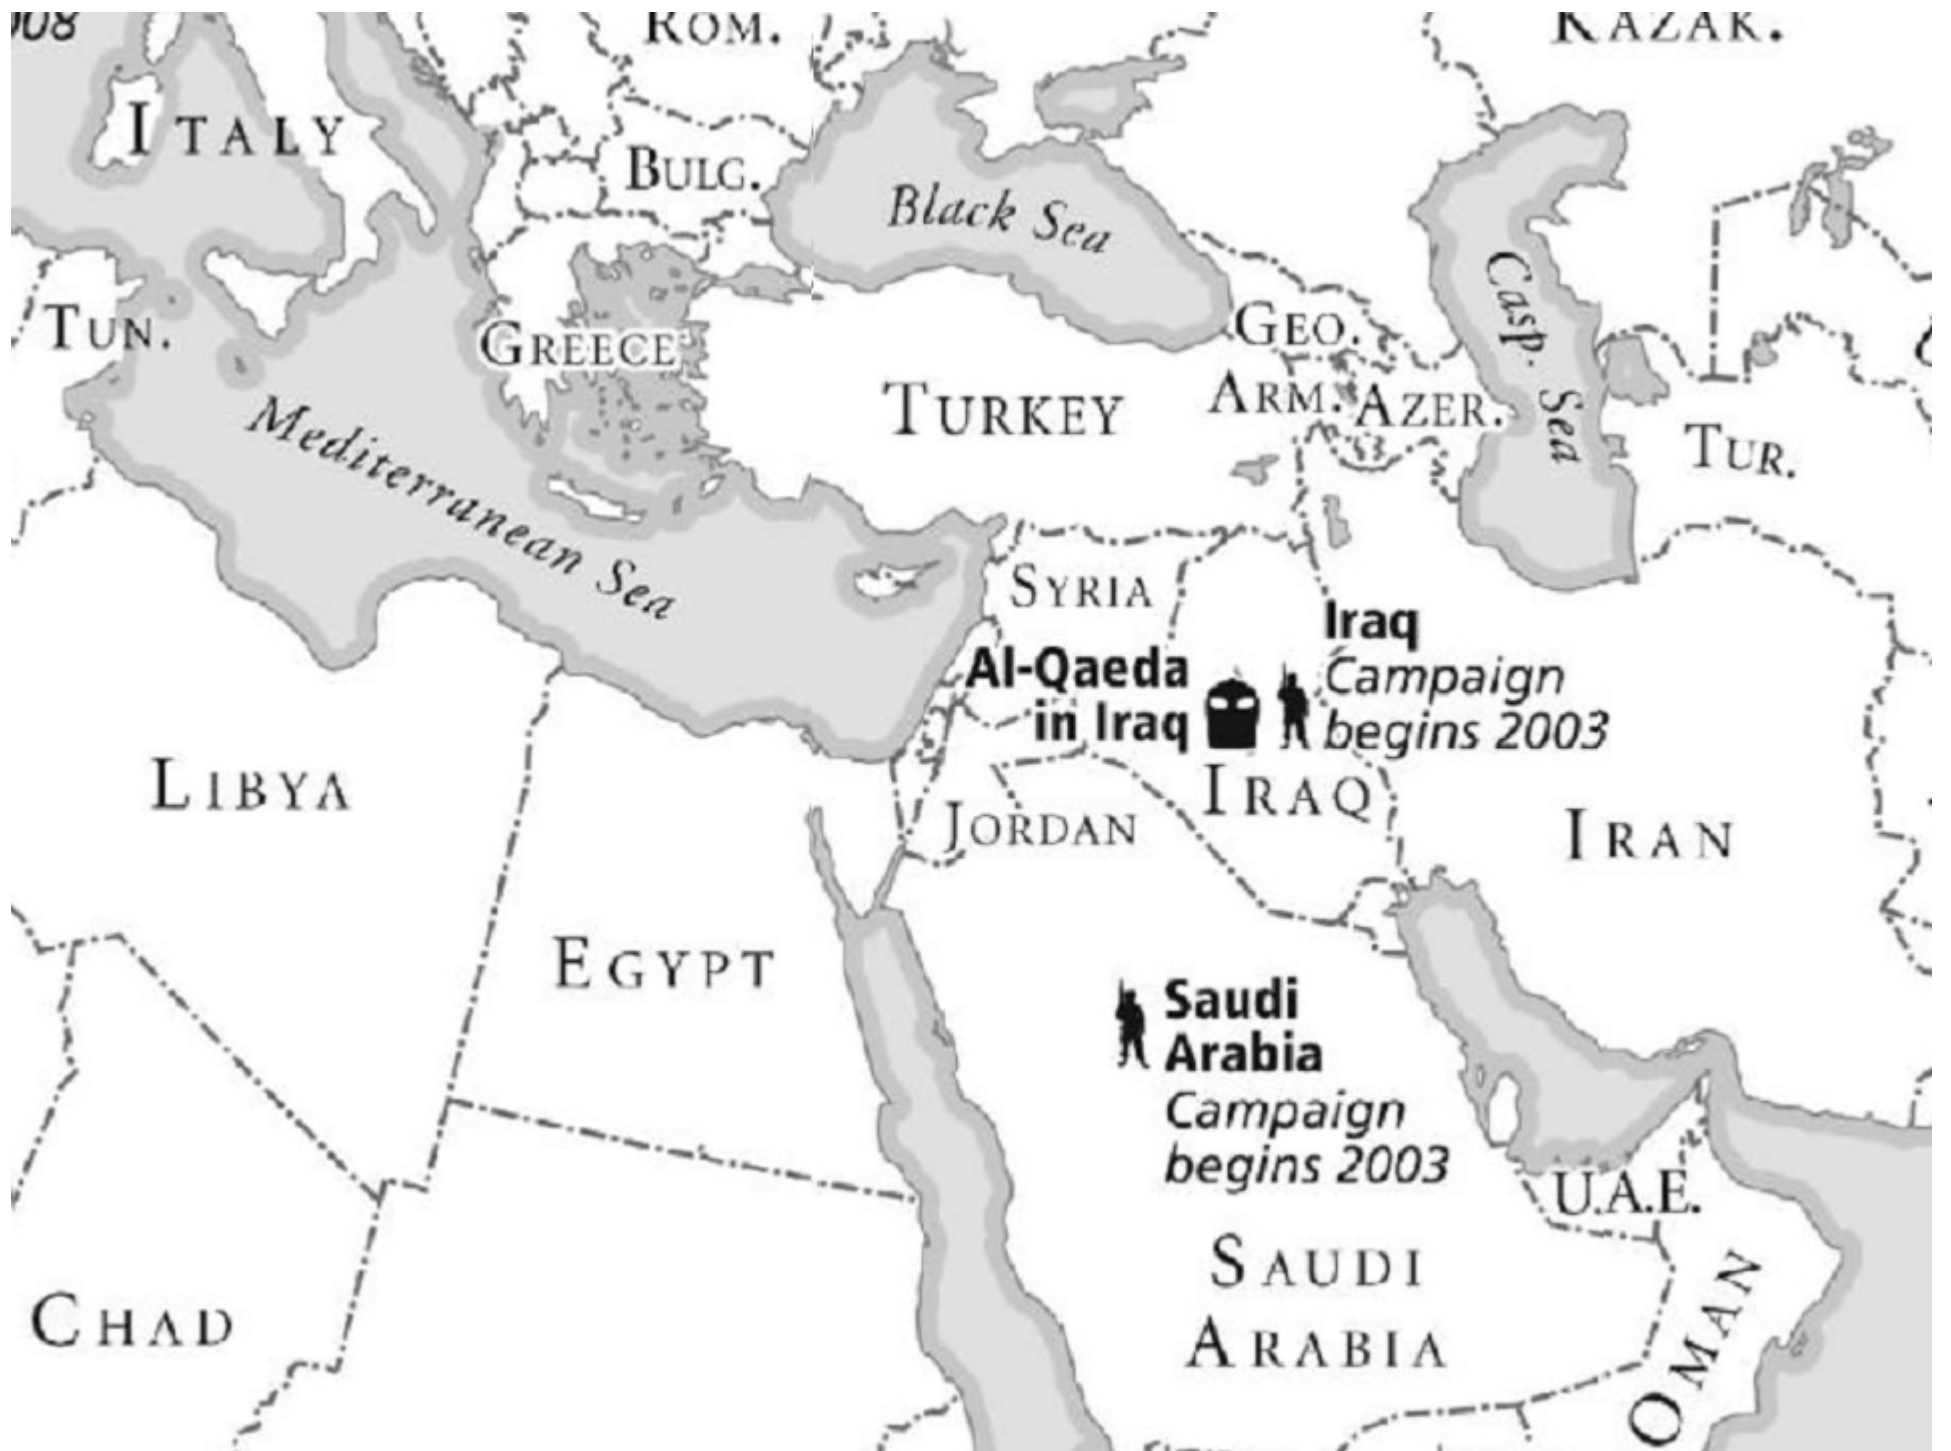 008
ROM.
KAZAK.
ITALY
BULG.
Black Sea
TUN.
GREECE
GEO.
Casp. Sea
TURKEY
ARM.
AZER.
TUR.
Mediterranean Sea
SYRIA
Iraq
Campaign
begins 2003
Al-Qaeda
in Iraq
LIBYA
JORDAN
IRAQ
IRAN
EGYPT
Saudi
Arabia
Campaign
begins 2003
U.A.E.
SAUDI
ARABIA
CHAD
OMAN